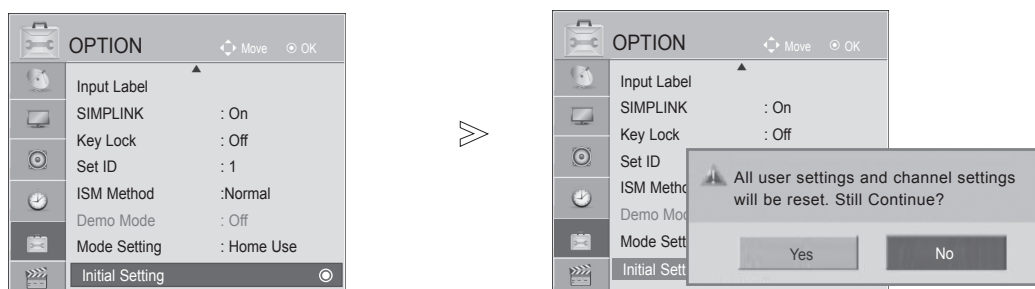 OPTION
Move
OK
Input Label
SIMPLINK : On
Key Lock : Off
Set ID : 1
ISM Method :Normal
Demo Mode : Off
Mode Setting : Home Use
Initial Setting
OPTION
Move
OK
Input Label
SIMPLINK : On
Key Lock : Off
Set ID
ISM Metho
Demo Mod
Mode Sett
Initial Sett
All user settings and channel settings
will be reset. Still Continue?
Yes
No